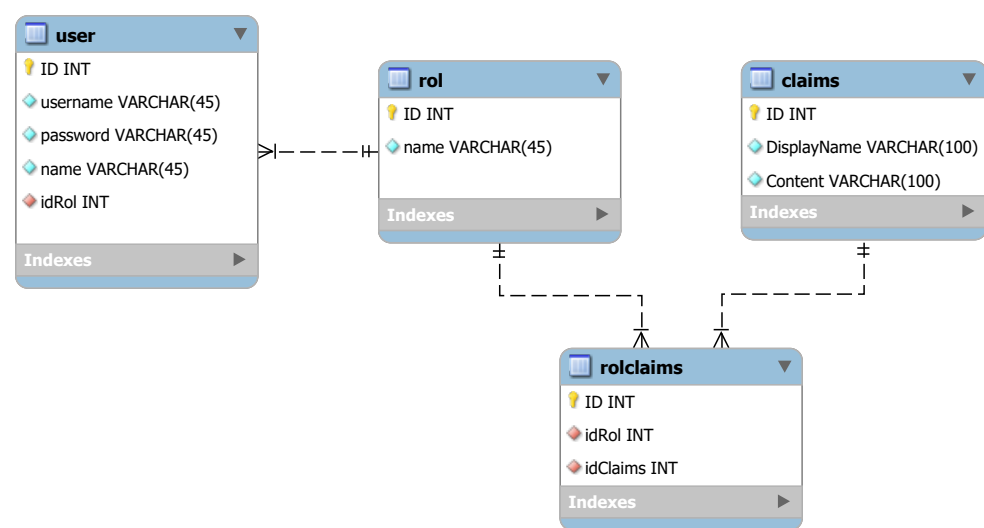 user
ID INT
username VARCHAR(45)
password VARCHAR(45)
name VARCHAR(45)
idRol INT
Indexes
rol
ID INT
name VARCHAR(45)
Indexes
claims
ID INT
DisplayName VARCHAR(100)
Content VARCHAR(100)
Indexes
rolclaims
ID INT
idRol INT
idClaims INT
Indexes